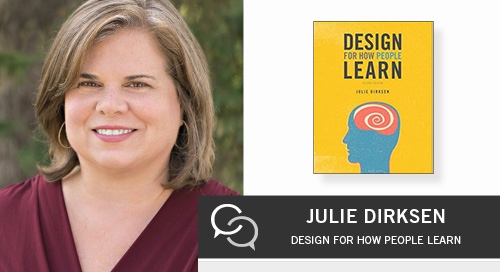 DESIGN
FOR HOW PEOPLE
LEARN
JULIE DIRKSEN
JULIE DIRKSEN
DESIGN FOR HOW PEOPLE LEARN